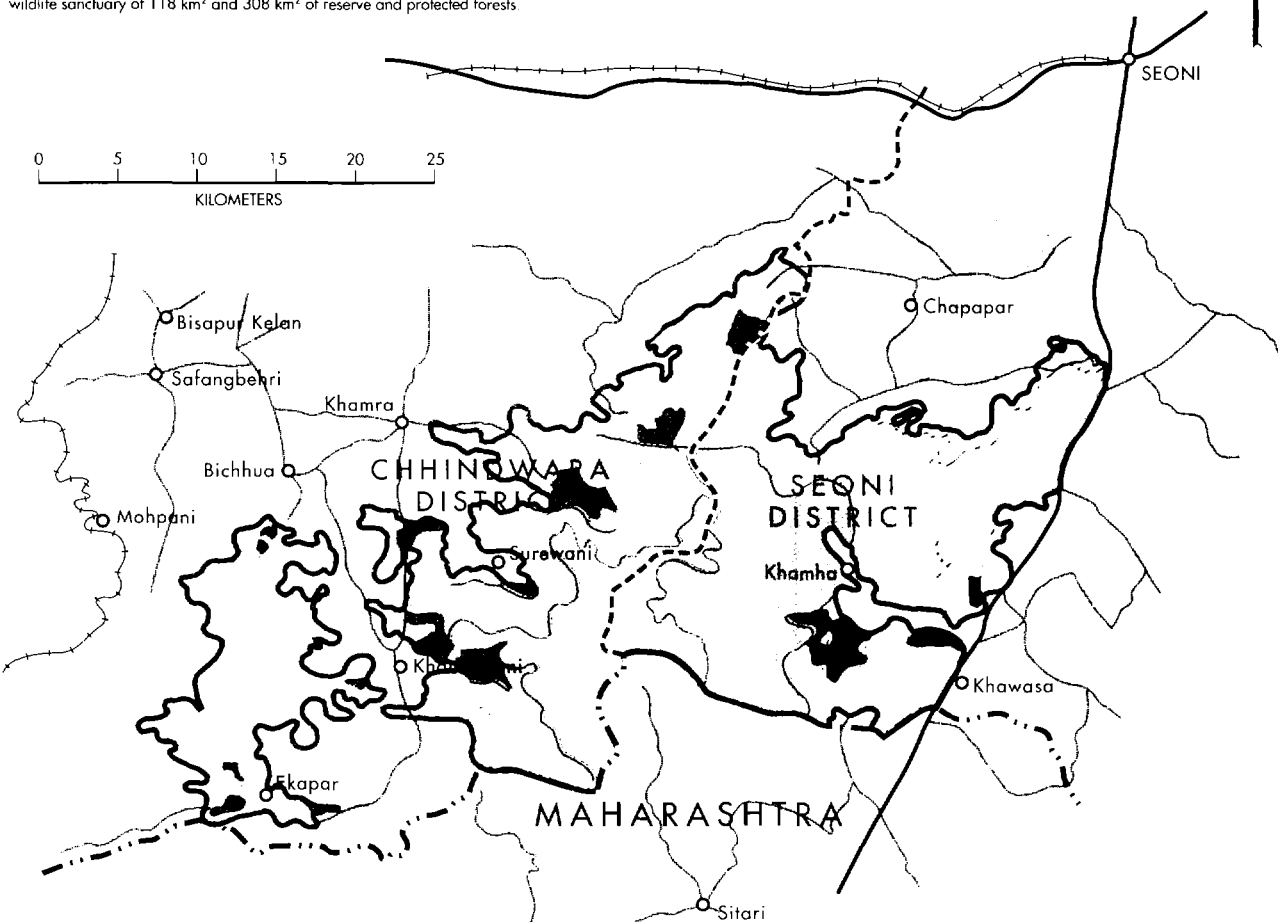 wildlife sanctuary of 118 km² and 308 km² of reserve and protected forests
SEONI
0 5 10 15 20 25
KILOMETERS
Bisapur Kelan
Chapapar
Safangbehri
Khamra
Bichhua
CHHINDWARA
DISTRICT
SEONI
DISTRICT
Mohpani
Surewani
Khamha
Khawasa
Ekapar
MAHARASHTRA
Sitari